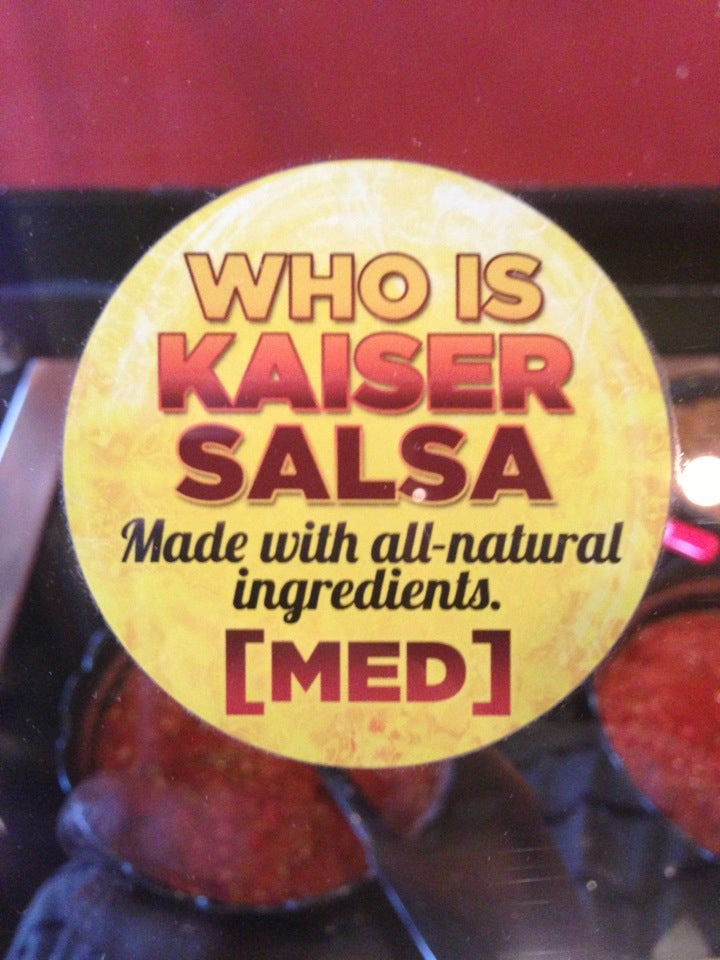 WHO IS
KAISER
SALSA
Made with all-natural
ingredients.
[MED]